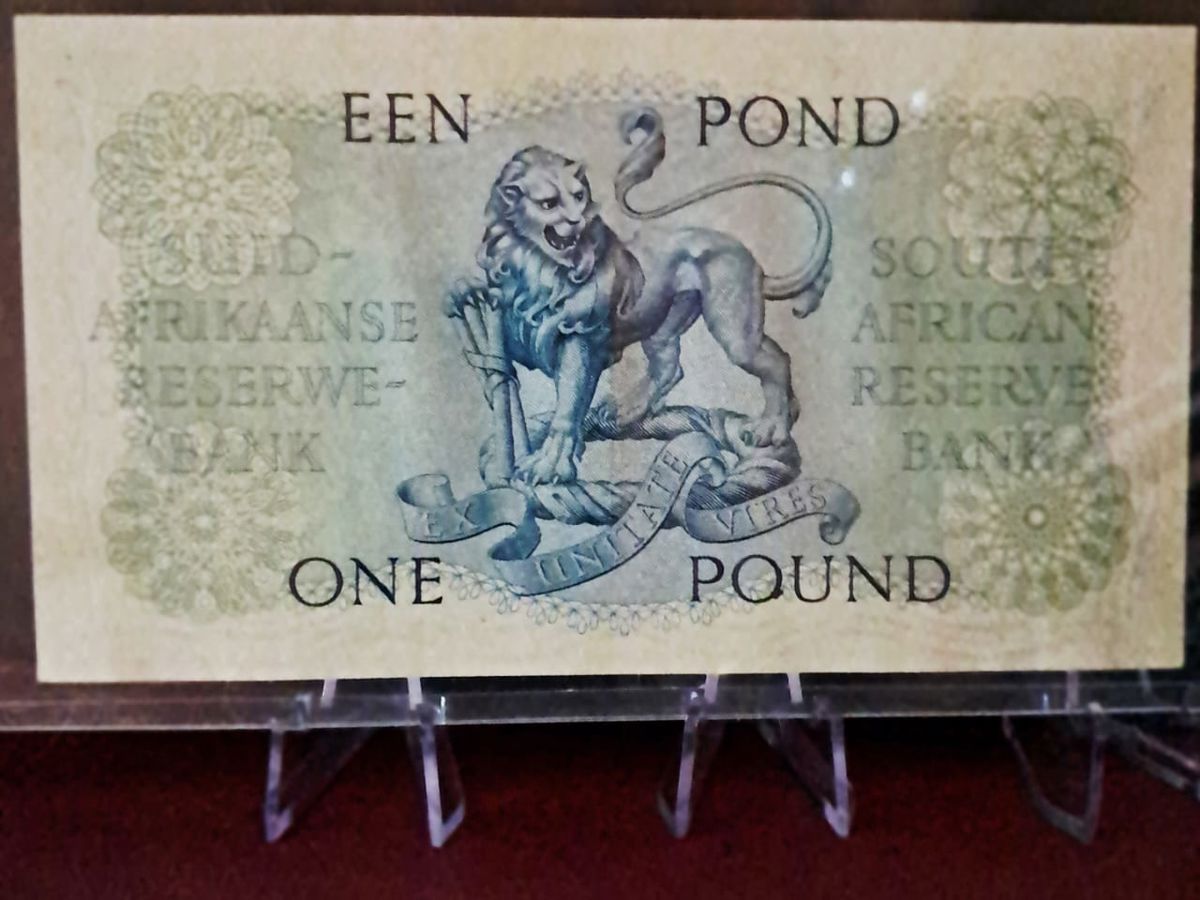 EEN POND
SUID-
AFRIKAANSE
RESERWE-
BANK
SOUTH
AFRICAN
RESERVE
BANK
EX UNITATE VIRES
ONE POUND